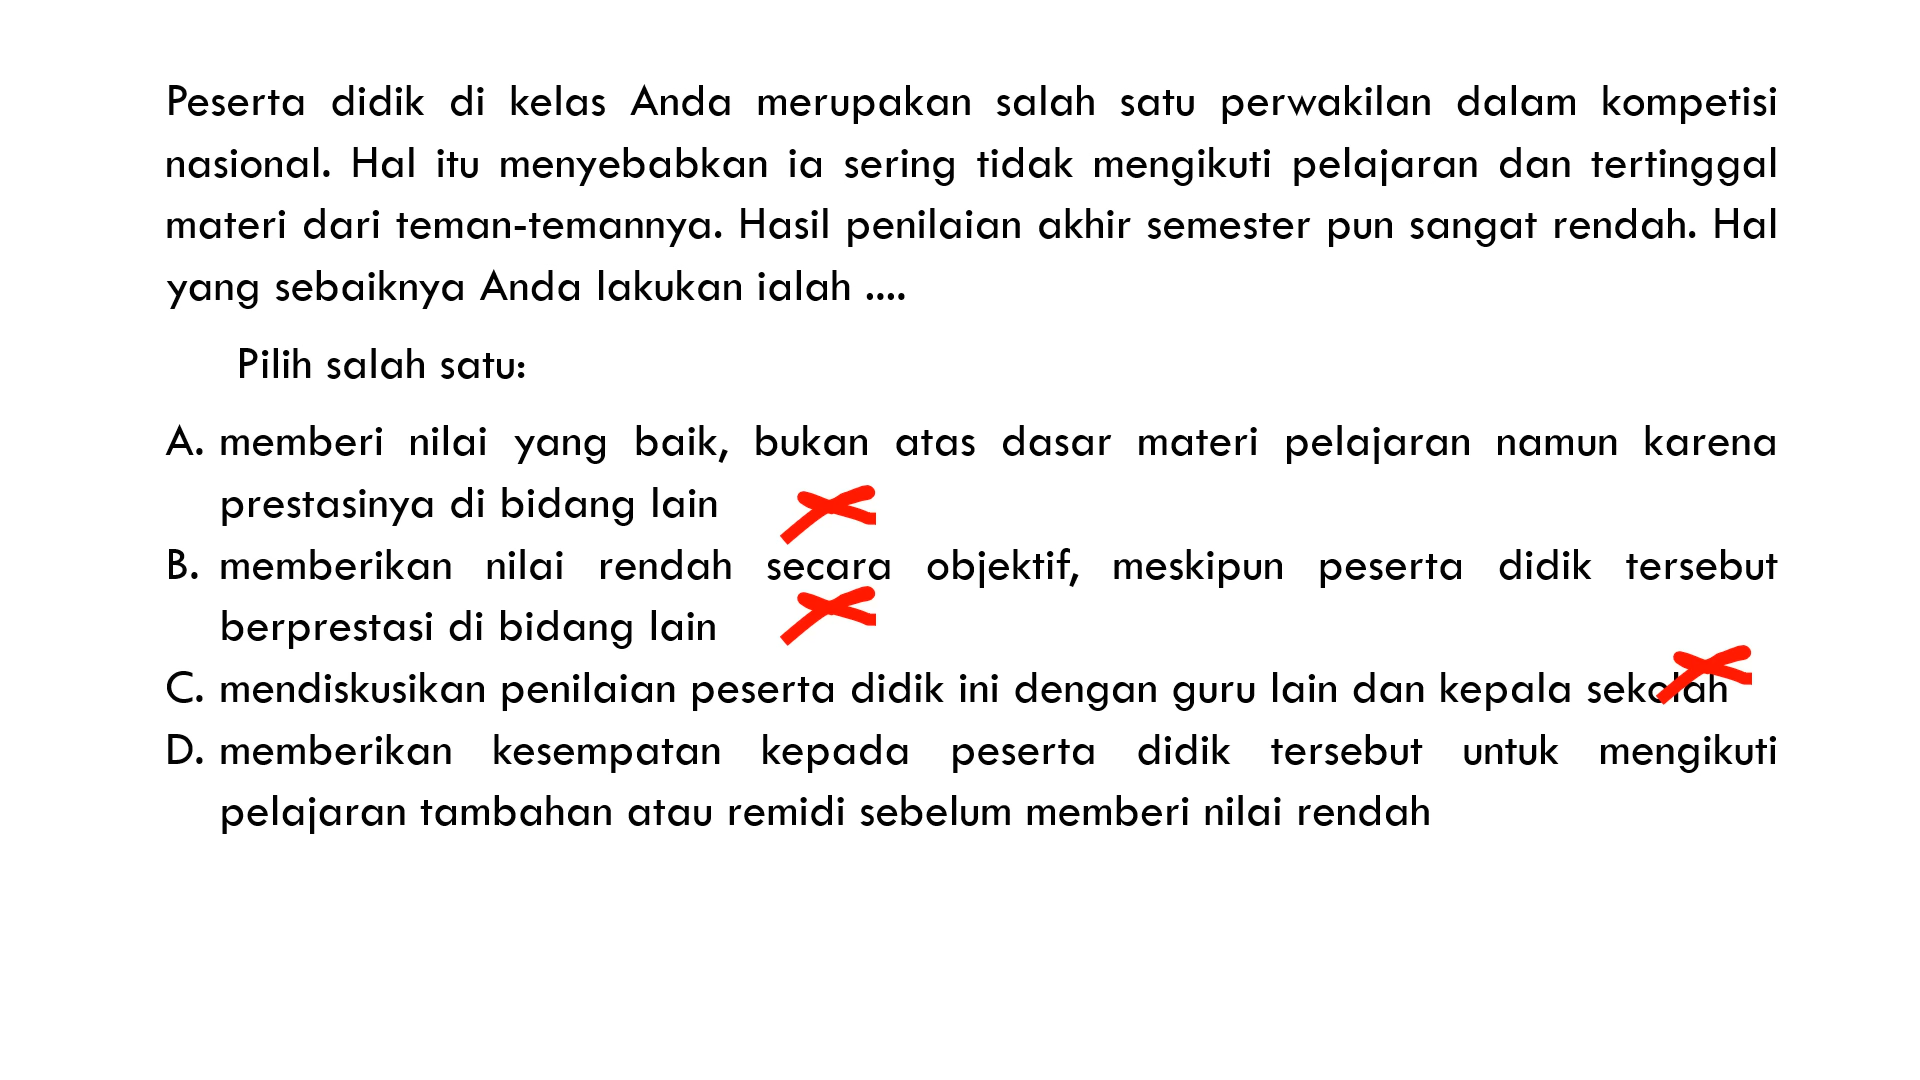 Peserta didik di kelas Anda merupakan salah satu perwakilan dalam kompetisi
nasional. Hal itu menyebabkan ia sering tidak mengikuti pelajaran dan tertinggal
materi dari teman-temannya. Hasil penilaian akhir semester pun sangat rendah. Hal
yang sebaiknya Anda lakukan ialah ....
Pilih salah satu:
A. memberi nilai yang baik, bukan atas dasar materi pelajaran namun karena
prestasinya di bidang lain
B. memberikan nilai rendah secara objektif, meskipun peserta didik tersebut
berprestasi di bidang lain
C. mendiskusikan penilaian peserta didik ini dengan guru lain dan kepala sekolah
D. memberikan kesempatan kepada peserta didik tersebut untuk mengikuti
pelajaran tambahan atau remidi sebelum memberi nilai rendah